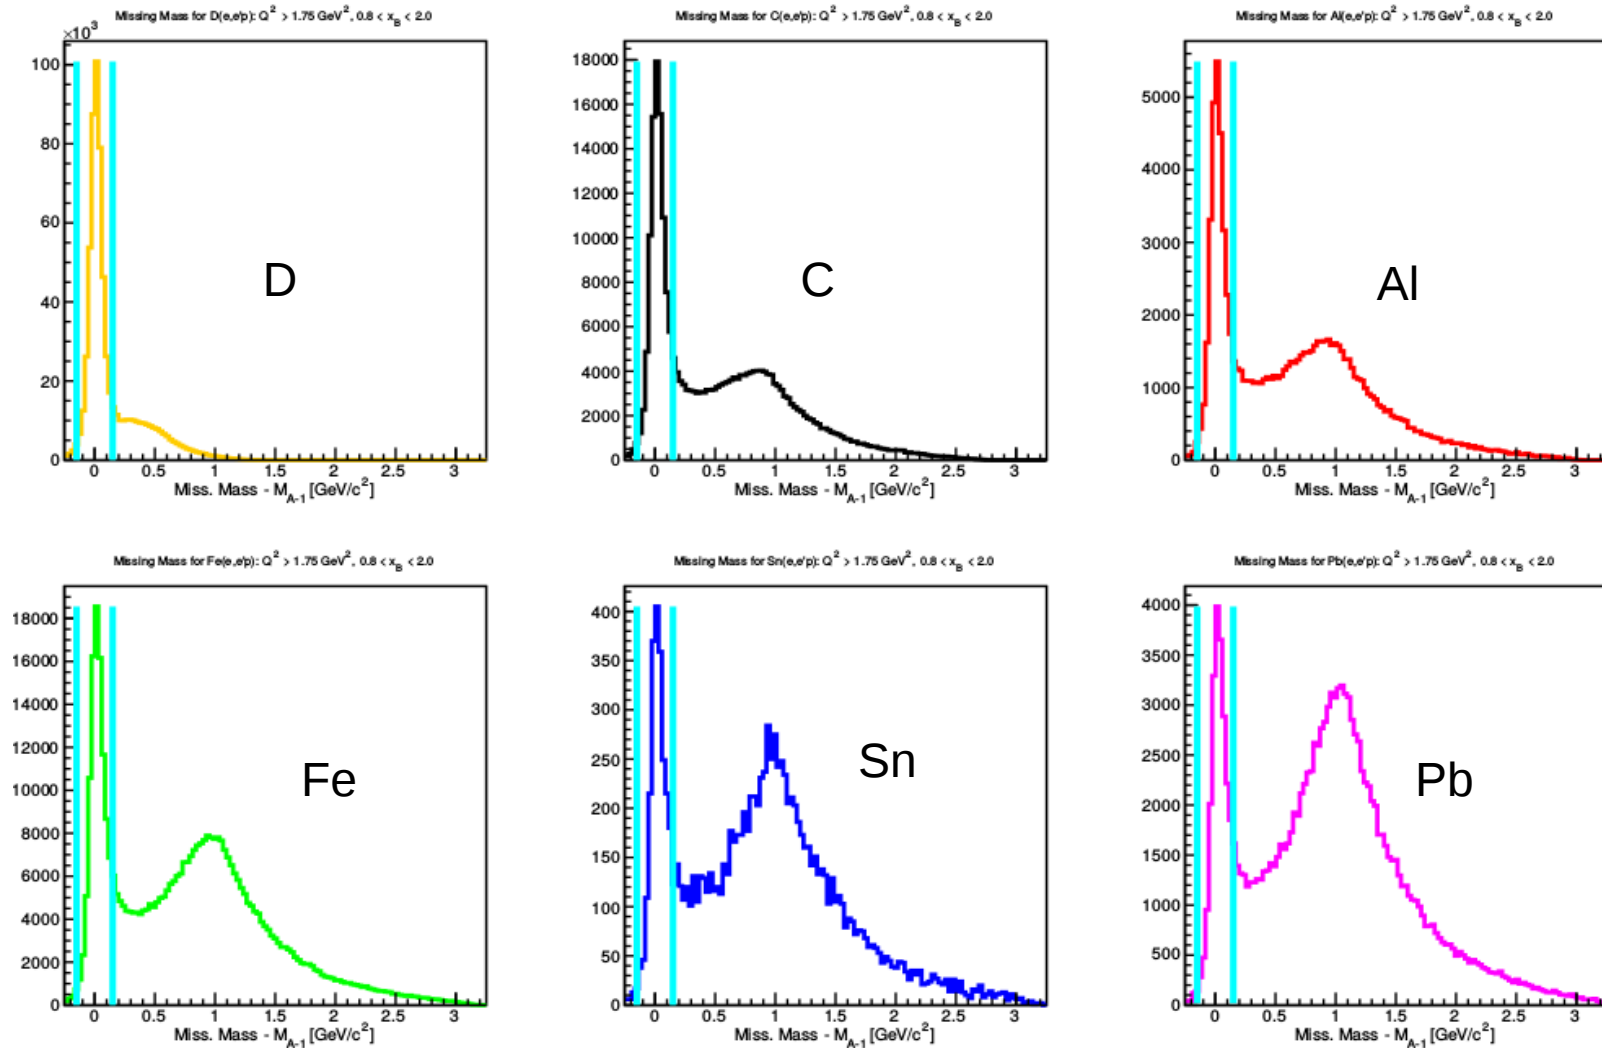 Missing Mass for D(e,e'p): Q² > 1.75 GeV², 0.8 < x_B < 2.0
×10³
100
80
60
40
20
0
D
0 0.5 1 1.5 2 2.5 3
Miss. Mass - M_A-1 [GeV/c²]
Missing Mass for C(e,e'p): Q² > 1.75 GeV², 0.8 < x_B < 2.0
18000
16000
14000
12000
10000
8000
6000
4000
2000
0
C
0 0.5 1 1.5 2 2.5 3
Miss. Mass - M_A-1 [GeV/c²]
Missing Mass for Al(e,e'p): Q² > 1.75 GeV², 0.8 < x_B < 2.0
5000
4000
3000
2000
1000
0
Al
0 0.5 1 1.5 2 2.5 3
Miss. Mass - M_A-1 [GeV/c²]
Missing Mass for Fe(e,e'p): Q² > 1.75 GeV², 0.8 < x_B < 2.0
18000
16000
14000
12000
10000
8000
6000
4000
2000
0
Fe
0 0.5 1 1.5 2 2.5 3
Miss. Mass - M_A-1 [GeV/c²]
Missing Mass for Sn(e,e'p): Q² > 1.75 GeV², 0.8 < x_B < 2.0
400
350
300
250
200
150
100
50
0
Sn
0 0.5 1 1.5 2 2.5 3
Miss. Mass - M_A-1 [GeV/c²]
Missing Mass for Pb(e,e'p): Q² > 1.75 GeV², 0.8 < x_B < 2.0
4000
3500
3000
2500
2000
1500
1000
500
0
Pb
0 0.5 1 1.5 2 2.5 3
Miss. Mass - M_A-1 [GeV/c²]